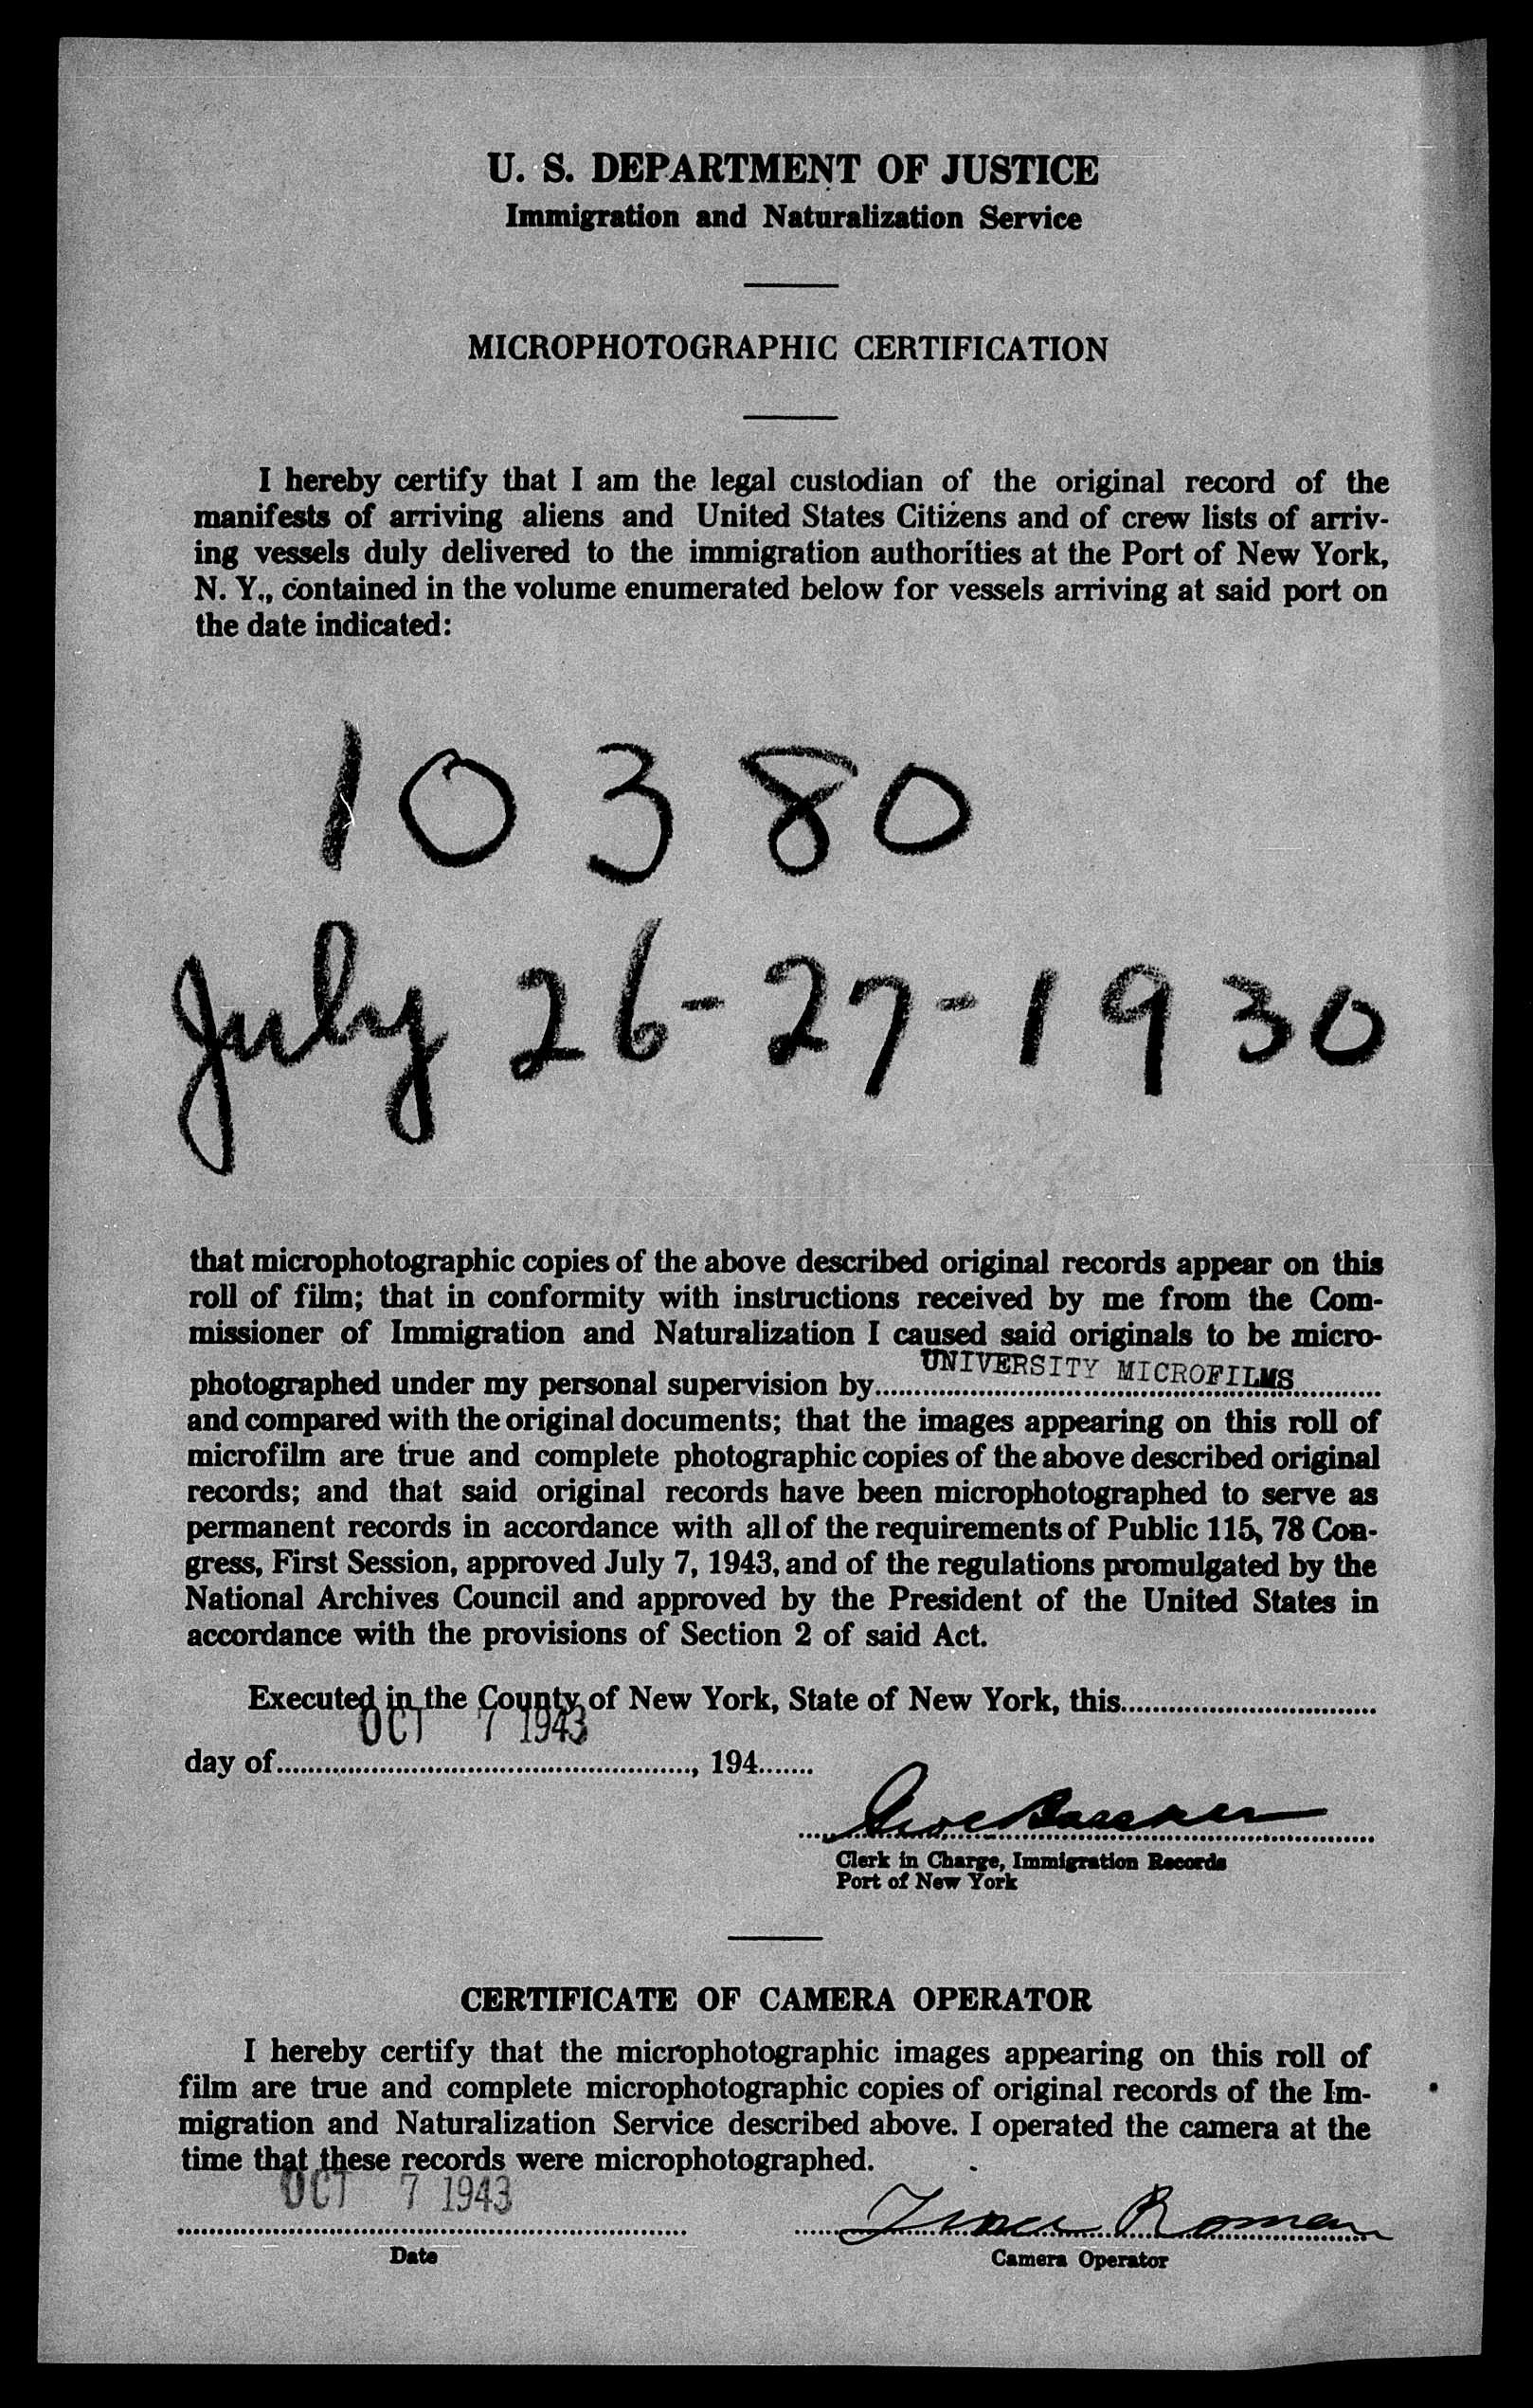 U. S. DEPARTMENT OF JUSTICE
Immigration and Naturalization Service
MICROPHOTOGRAPHIC CERTIFICATION
I hereby certify that I am the legal custodian of the original record of the
manifests of arriving aliens and United States Citizens and of crew lists of arriv-
ing vessels duly delivered to the immigration authorities at the Port of New York,
N. Y., contained in the volume enumerated below for vessels arriving at said port on
the date indicated:
10380
July 26-27-1930
that microphotographic copies of the above described original records appear on this
roll of film; that in conformity with instructions received by me from the Com-
missioner of Immigration and Naturalization I caused said originals to be micro-
photographed under my personal supervision by UNIVERSITY MICROFILMS
and compared with the original documents; that the images appearing on this roll of
microfilm are true and complete photographic copies of the above described original
records; and that said original records have been microphotographed to serve as
permanent records in accordance with all of the requirements of Public 115, 78 Con-
gress, First Session, approved July 7, 1943, and of the regulations promulgated by the
National Archives Council and approved by the President of the United States in
accordance with the provisions of Section 2 of said Act.
Executed in the County of New York, State of New York, this
OCT 7 1943
day of , 194
Clerk in Charge, Immigration Records
Port of New York
CERTIFICATE OF CAMERA OPERATOR
I hereby certify that the microphotographic images appearing on this roll of
film are true and complete microphotographic copies of original records of the Im-
migration and Naturalization Service described above. I operated the camera at the
time that these records were microphotographed.
OCT 7 1943
Roman
Date
Camera Operator